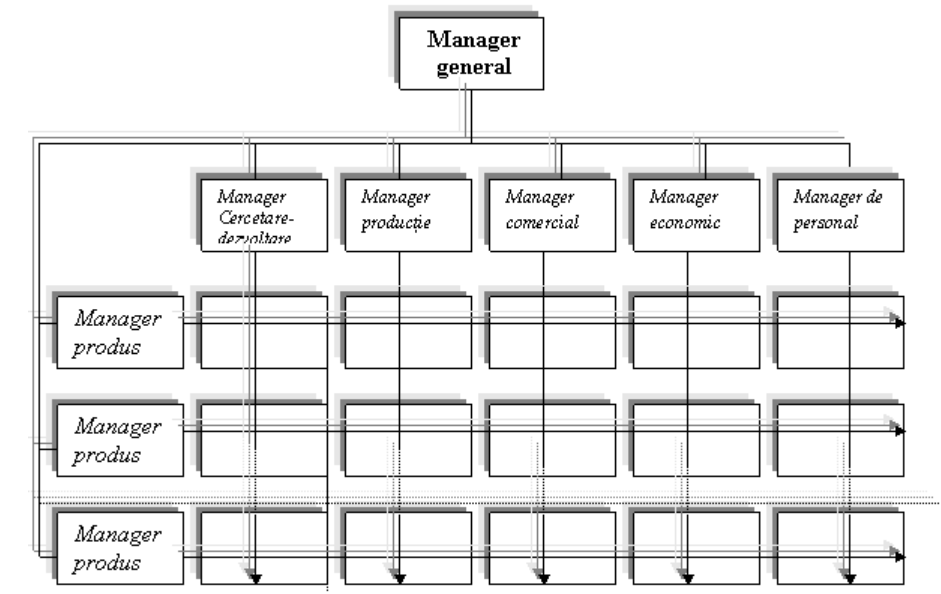 Manager
general
Manager
Cercetare-
dezvoltare
Manager
producție
Manager
comercial
Manager
economic
Manager de
personal
Manager
produs
Manager
produs
Manager
produs